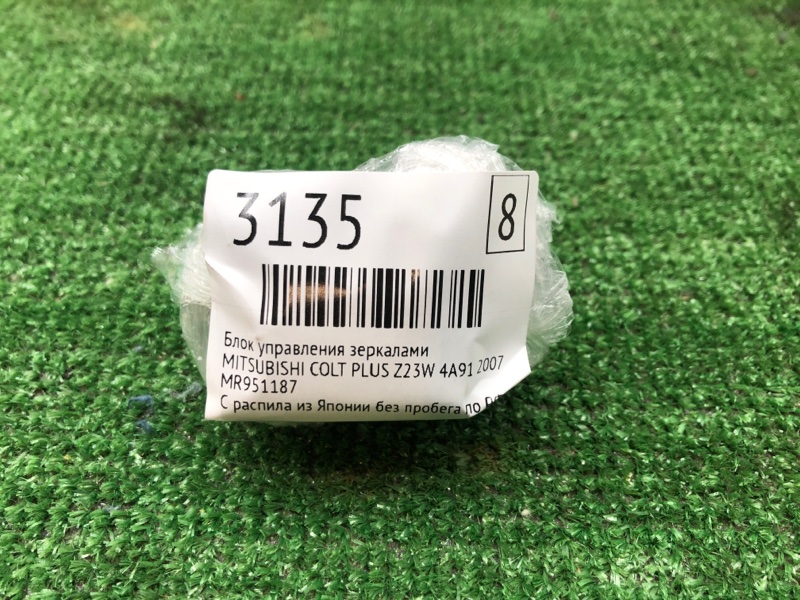 3135
8
Блок управления зеркалами
MITSUBISHI COLT PLUS Z23W 4A91 2007
MR951187
С распила из Японии без пробега по